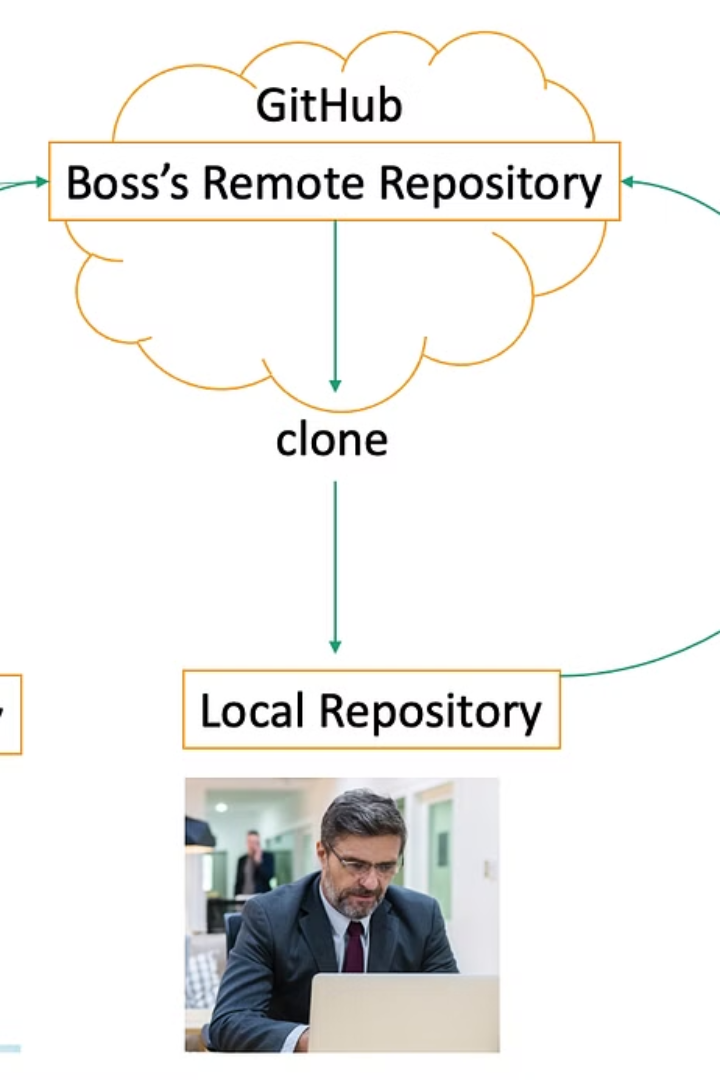 GitHub
Boss’s Remote Repository
clone
Local Repository